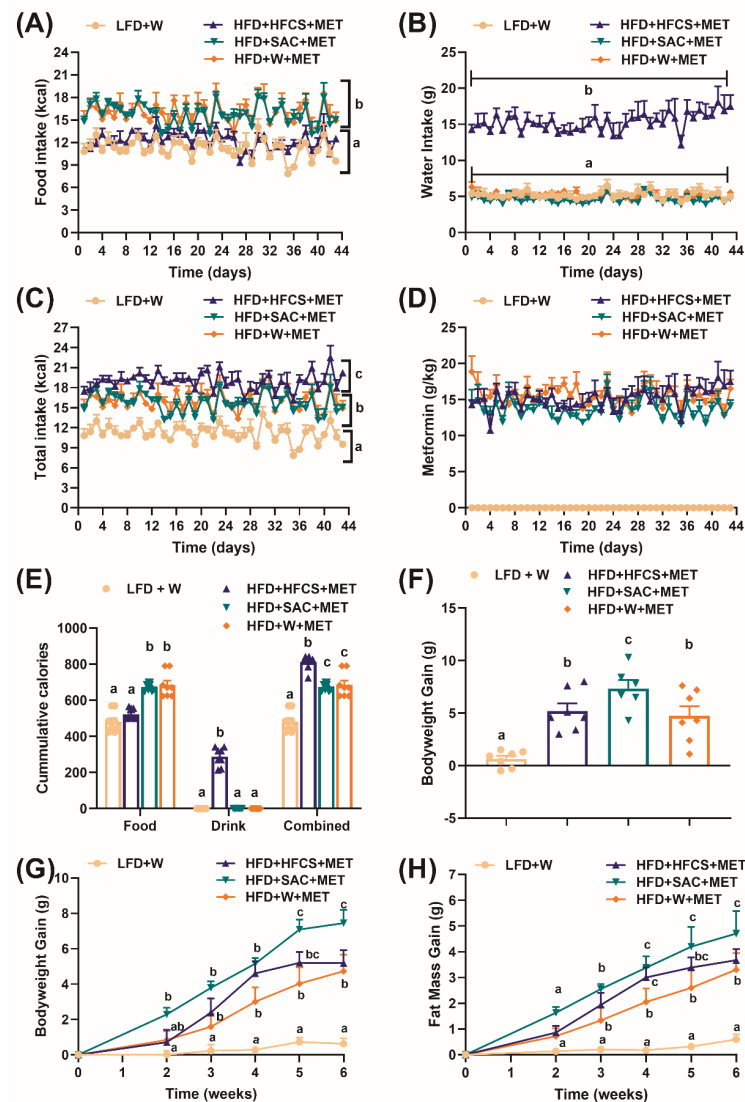 (A)
LFD+W
HFD+HFCS+MET
HFD+SAC+MET
HFD+W+MET
Food intake (kcal)
24
21
18
15
12
9
6
3
0
b
a
0 4 8 12 16 20 24 28 32 36 40 44
Time (days)
(B)
LFD+W
HFD+HFCS+MET
HFD+SAC+MET
HFD+W+MET
Water Intake (g)
25
20
15
10
5
0
b
a
0 4 8 12 16 20 24 28 32 36 40 44
Time (days)
(C)
LFD+W
HFD+HFCS+MET
HFD+SAC+MET
HFD+W+MET
Total intake (kcal)
27
24
21
18
15
12
9
6
3
0
c
b
a
0 4 8 12 16 20 24 28 32 36 40 44
Time (days)
(D)
LFD+W
HFD+HFCS+MET
HFD+SAC+MET
HFD+W+MET
Metformin (g/kg)
25
20
15
10
5
0
0 4 8 12 16 20 24 28 32 36 40 44
Time (days)
(E)
LFD + W
HFD+HFCS+MET
HFD+SAC+MET
HFD+W+MET
Cummulative calories
1000
800
600
400
200
0
a a b b
a b a a
a b c c
Food Drink Combined
(F)
LFD + W
HFD+HFCS+MET
HFD+SAC+MET
HFD+W+MET
Bodyweight Gain (g)
15
10
5
0
-5
a b c b
(G)
LFD+W
HFD+HFCS+MET
HFD+SAC+MET
HFD+W+MET
Bodyweight Gain (g)
10
8
6
4
2
0
b b b c c
bc
ab b b b b
a a a a a
0 1 2 3 4 5 6
Time (weeks)
(H)
LFD+W
HFD+HFCS+MET
HFD+SAC+MET
HFD+W+MET
Fat Mass Gain (g)
7
6
5
4
3
2
1
0
a b c c c
bc
c
b b b b
a a a a a
0 1 2 3 4 5 6
Time (weeks)